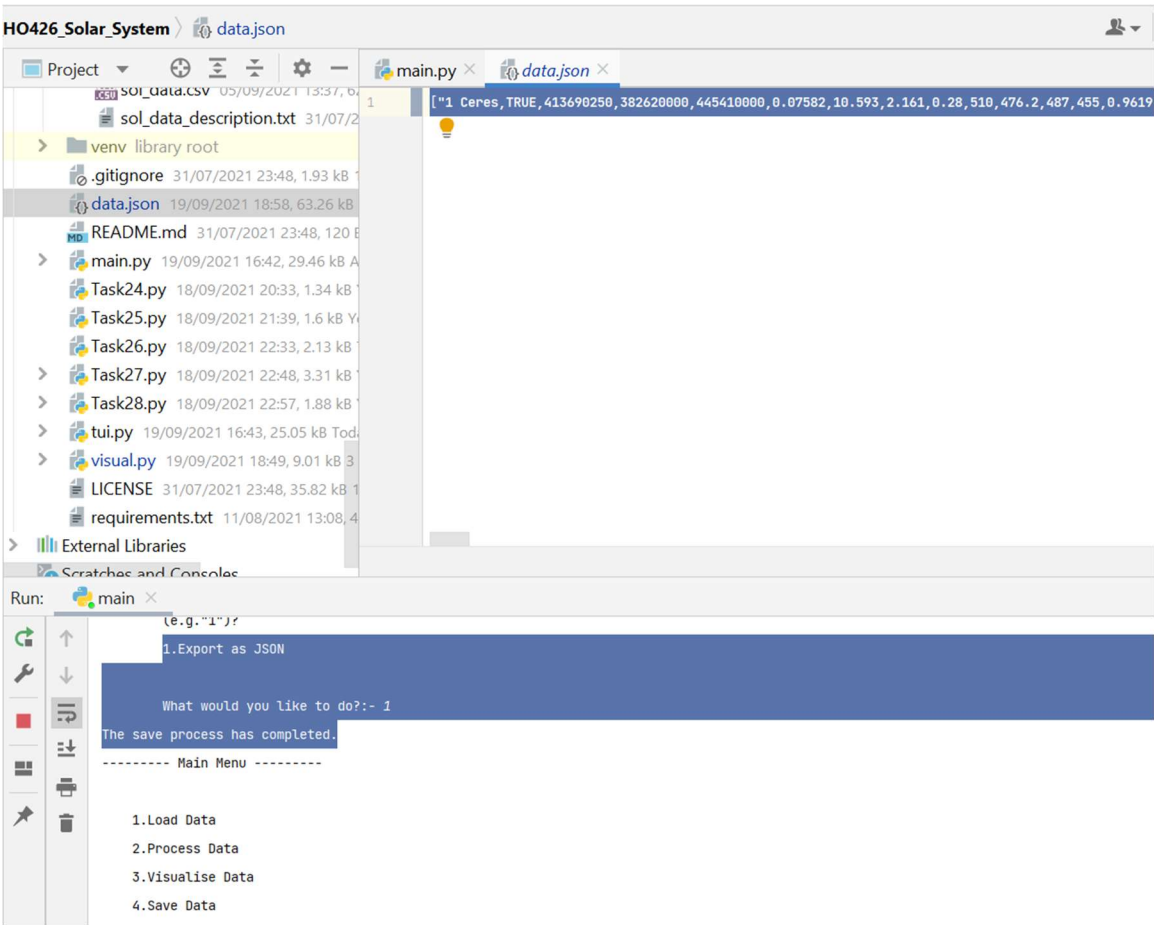 HO426_Solar_System data.json
Project
main.py
data.json
sol_data.csv 05/09/2021 13:37,
sol_data_description.txt 31/07/2
venv library root
.gitignore 31/07/2021 23:48, 1.93 kB
data.json 19/09/2021 18:58, 63.26 kB
README.md 31/07/2021 23:48, 120
main.py 19/09/2021 16:42, 29.46 kB A
Task24.py 18/09/2021 20:33, 1.34 kB
Task25.py 18/09/2021 21:39, 1.6 kB
Task26.py 18/09/2021 22:33, 2.13 kB
Task27.py 18/09/2021 22:48, 3.31 kB
Task28.py 18/09/2021 22:57, 1.88 kB
tui.py 19/09/2021 16:43, 25.05 kB Tod
visual.py 19/09/2021 18:49, 9.01 kB 3
LICENSE 31/07/2021 23:48, 35.82 kB 1
requirements.txt 11/08/2021 13:08, 4
External Libraries
Scratches and Consoles
1
["1 Ceres,TRUE,413690250,382620000,445410000,0.07582,10.593,2.161,0.28,510,476.2,487,455,0.9619
Run: main
(e.g."1")?
1.Export as JSON
What would you like to do?:- 1
The save process has completed.
--------- Main Menu ---------
1.Load Data
2.Process Data
3.Visualise Data
4.Save Data